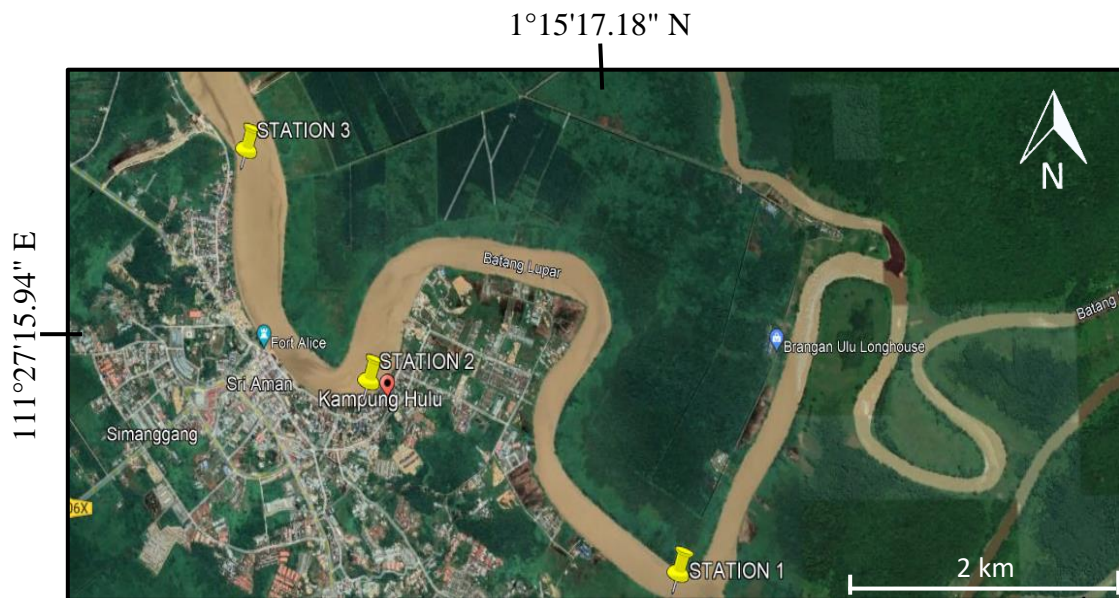 1°15'17.18" N
STATION 3
N
Batang Lupar
111°27'15.94" E
Batang
Fort Alice
Brangan Ulu Longhouse
STATION 2
Sri Aman
Kampung Hulu
Simanggang
06X
STATION 1
2 km